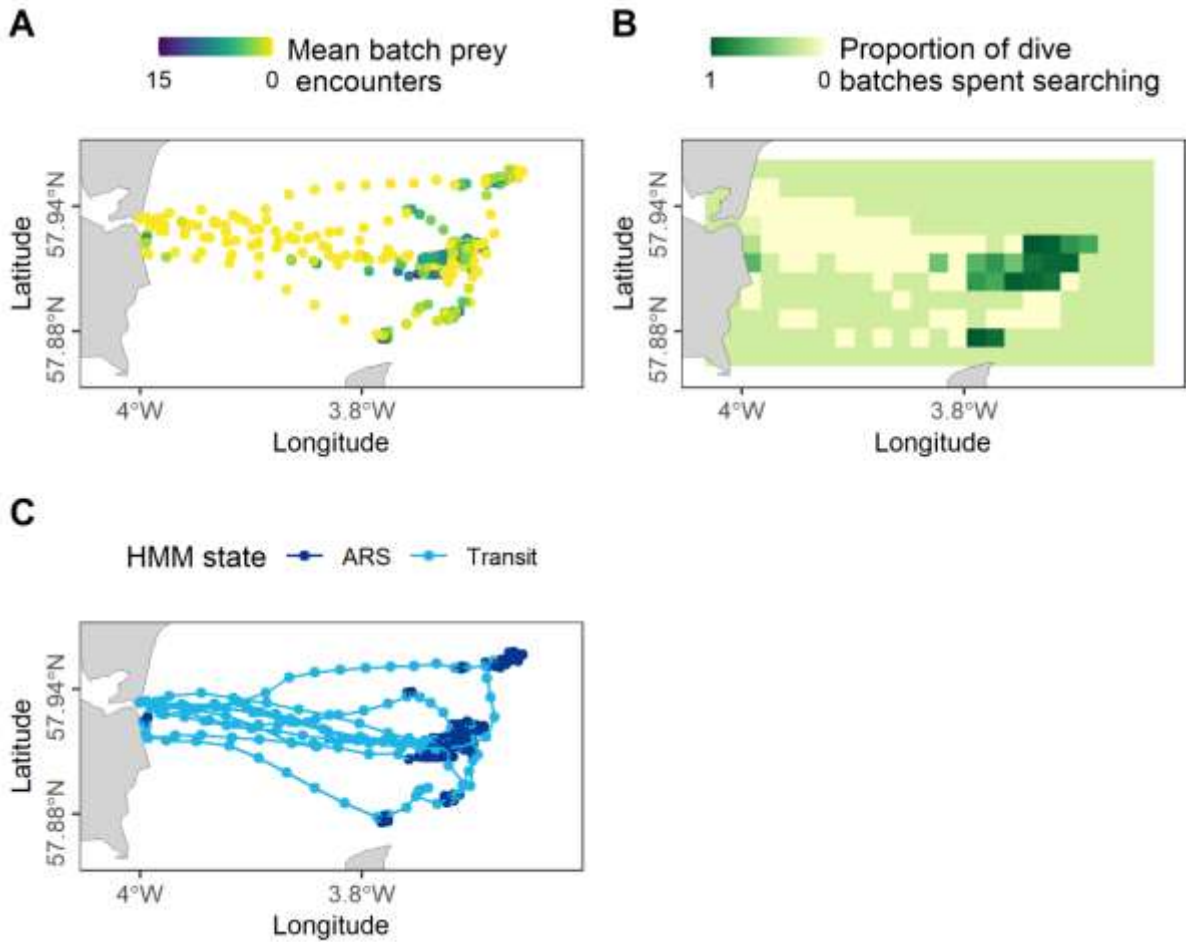 A
Mean batch prey
encounters
15 0
57.94°N
57.88°N
Latitude
4°W 3.8°W
Longitude
B
Proportion of dive
batches spent searching
1 0
57.94°N
57.88°N
Latitude
4°W 3.8°W
Longitude
C
HMM state ARS Transit
57.94°N
57.88°N
Latitude
4°W 3.8°W
Longitude